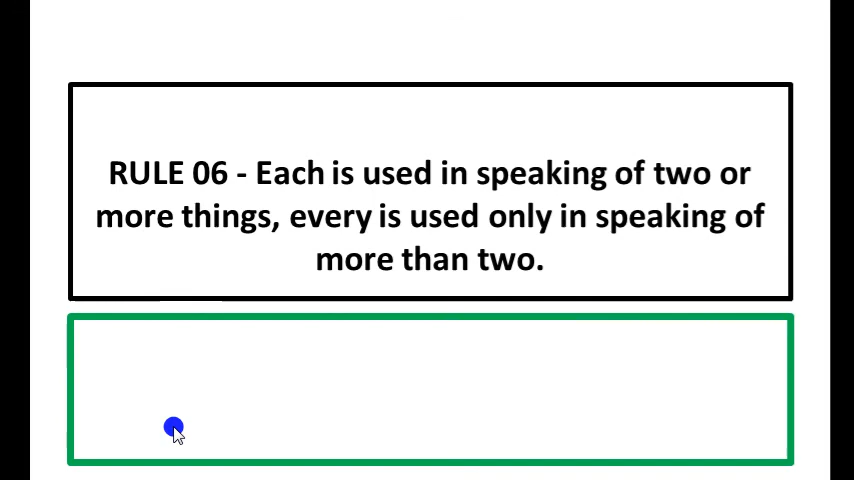 RULE 06 - Each is used in speaking of two or
more things, every is used only in speaking of
more than two.